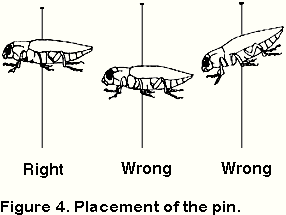 Right Wrong Wrong
Figure 4. Placement of the pin.